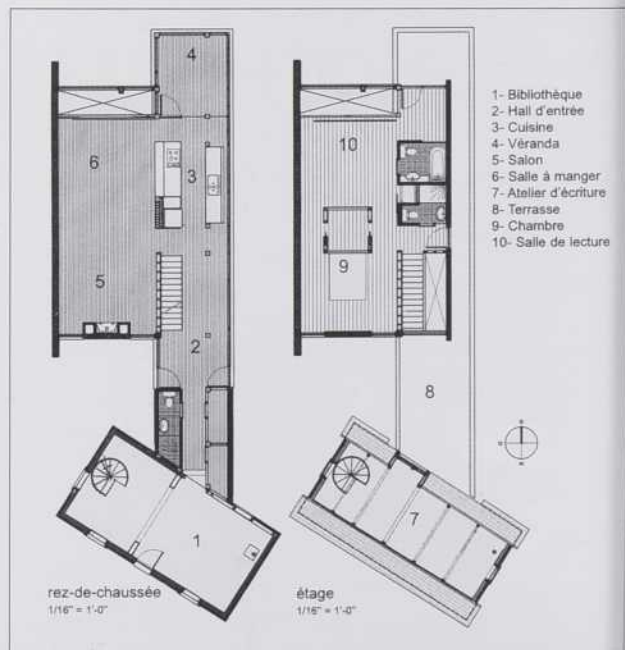 4
6
3
5
2
1
rez-de-chaussée
1/16" = 1'-0"
10
9
8
7
étage
1/16" = 1'-0"
1- Bibliothèque
2- Hall d'entrée
3- Cuisine
4- Véranda
5- Salon
6- Salle à manger
7- Atelier d'écriture
8- Terrasse
9- Chambre
10- Salle de lecture